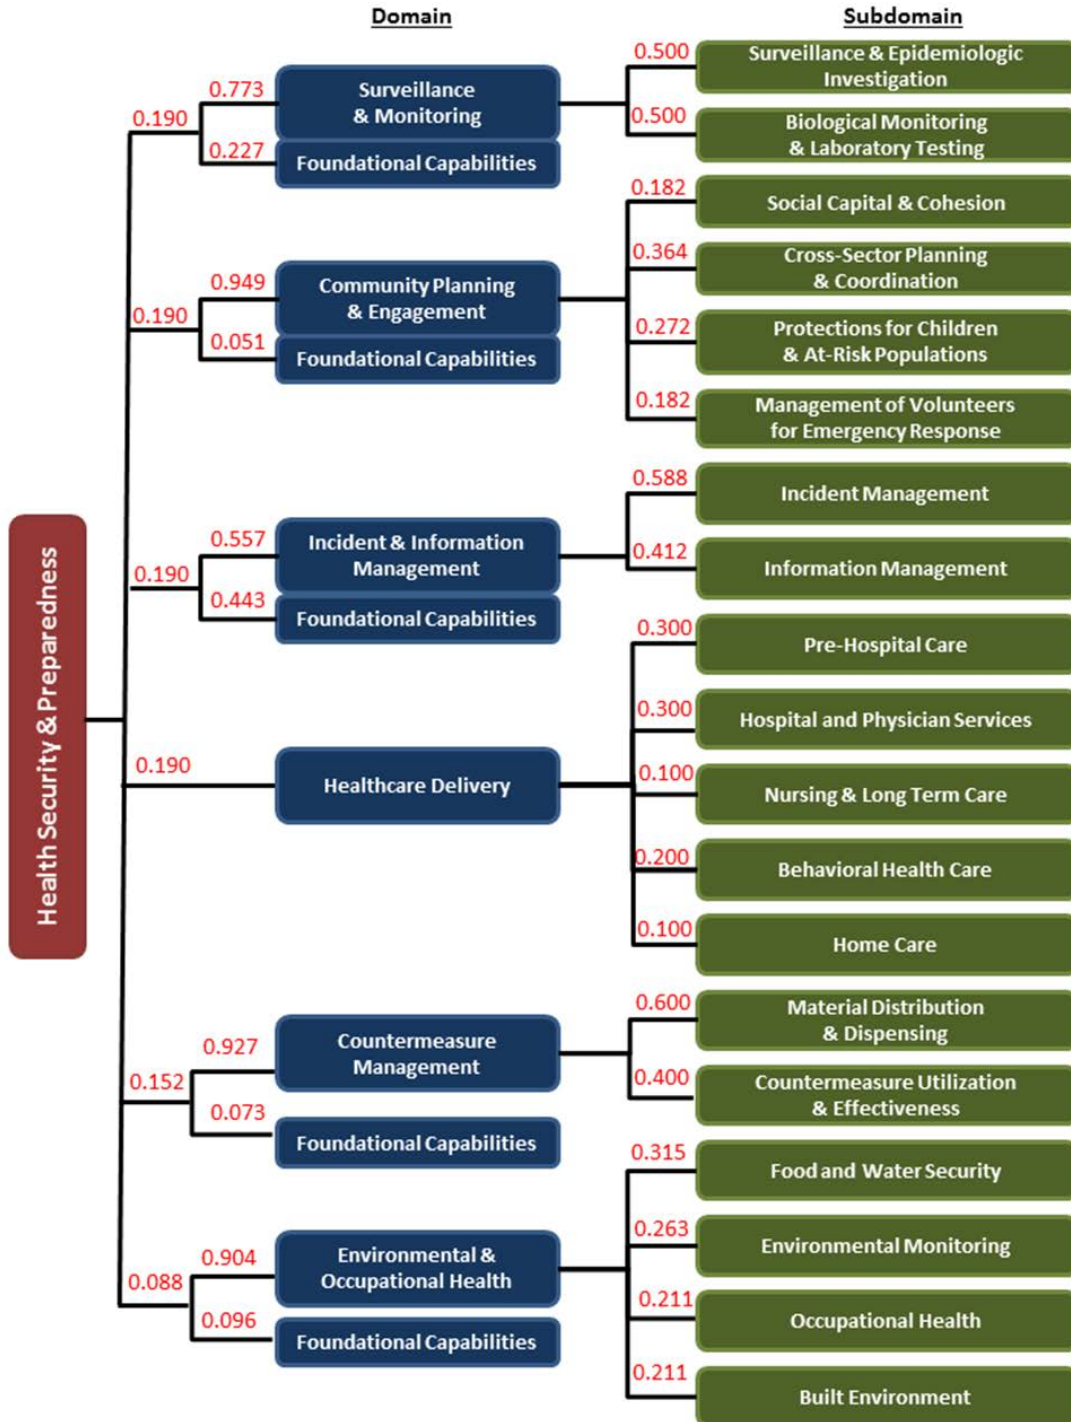 Domain
Subdomain
0.190
0.773
Surveillance
& Monitoring
0.227
Foundational Capabilities
0.500
Surveillance & Epidemiologic
Investigation
0.500
Biological Monitoring
& Laboratory Testing
0.190
0.949
Community Planning
& Engagement
0.051
Foundational Capabilities
0.182
Social Capital & Cohesion
0.364
Cross-Sector Planning
& Coordination
0.272
Protections for Children
& At-Risk Populations
0.182
Management of Volunteers
for Emergency Response
Health Security & Preparedness
0.190
0.557
Incident & Information
Management
0.443
Foundational Capabilities
0.588
Incident Management
0.412
Information Management
0.190
Healthcare Delivery
0.300
Pre-Hospital Care
0.300
Hospital and Physician Services
0.100
Nursing & Long Term Care
0.200
Behavioral Health Care
0.100
Home Care
0.152
0.927
Countermeasure
Management
0.073
Foundational Capabilities
0.600
Material Distribution
& Dispensing
0.400
Countermeasure Utilization
& Effectiveness
0.088
0.904
Environmental &
Occupational Health
0.096
Foundational Capabilities
0.315
Food and Water Security
0.263
Environmental Monitoring
0.211
Occupational Health
0.211
Built Environment